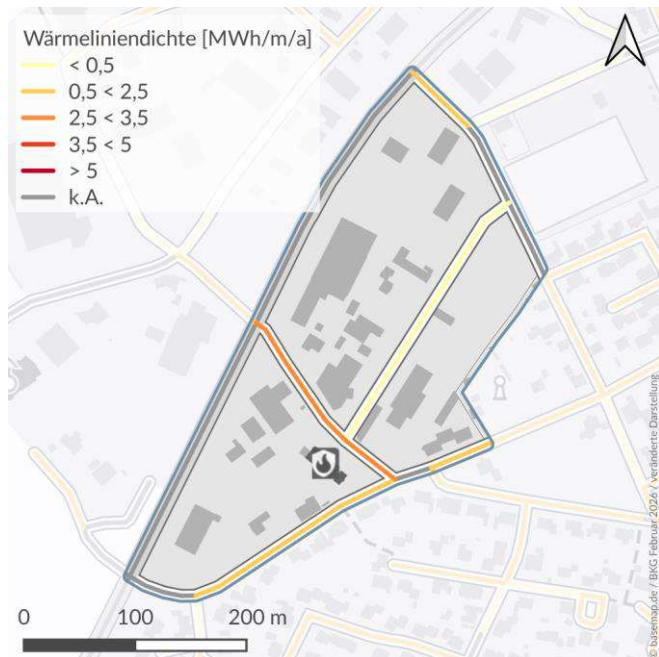 Wärmeliniendichte [MWh/m/a]
< 0,5
0,5 < 2,5
2,5 < 3,5
3,5 < 5
> 5
k.A.
0 100 200 m
© basemap.de / BKG Februar 2026 / veränderte Darstellung